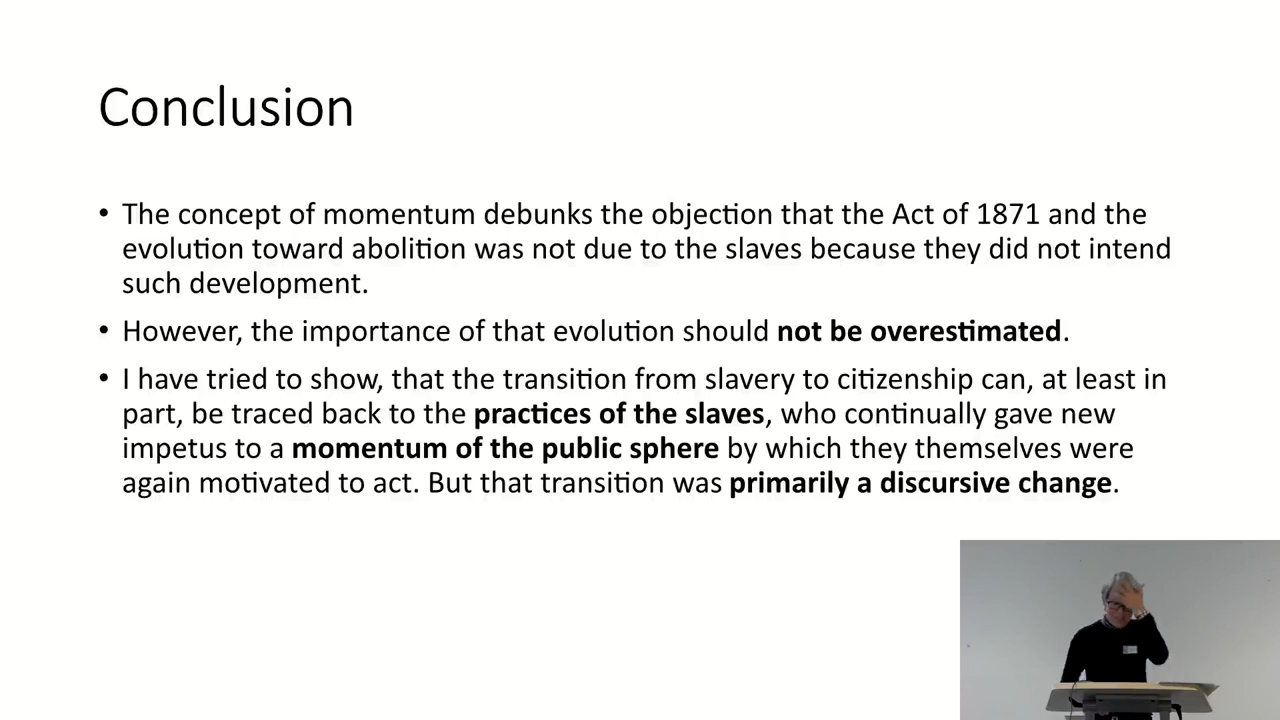 Conclusion
• The concept of momentum debunks the objection that the Act of 1871 and the
evolution toward abolition was not due to the slaves because they did not intend
such development.
• However, the importance of that evolution should not be overestimated.
• I have tried to show, that the transition from slavery to citizenship can, at least in
part, be traced back to the practices of the slaves, who continually gave new
impetus to a momentum of the public sphere by which they themselves were
again motivated to act. But that transition was primarily a discursive change.